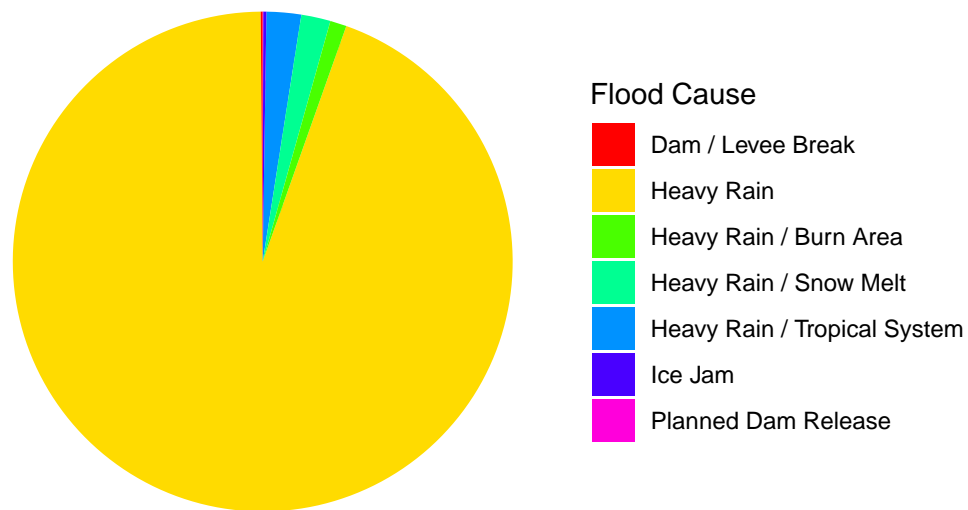 Flood Cause
Dam / Levee Break
Heavy Rain
Heavy Rain / Burn Area
Heavy Rain / Snow Melt
Heavy Rain / Tropical System
Ice Jam
Planned Dam Release